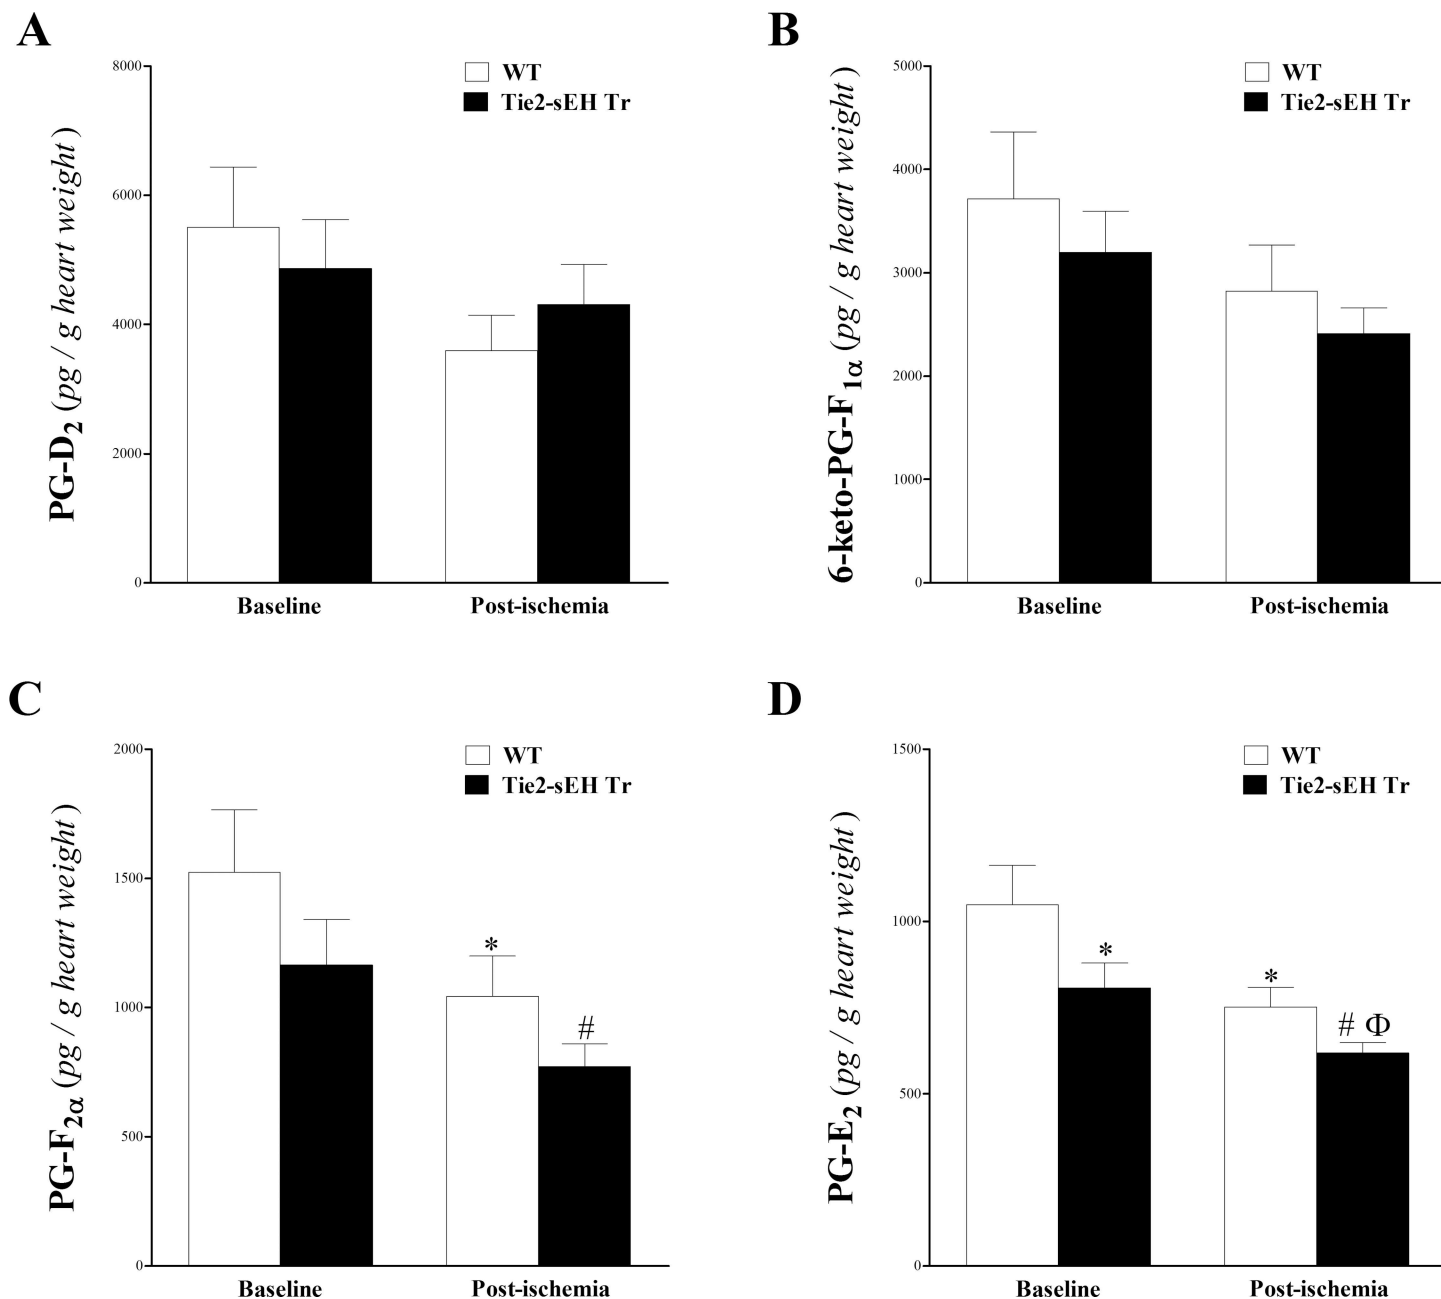 A
PG-D2 (pg / g heart weight)
8000
6000
4000
2000
0
WT
Tie2-sEH Tr
Baseline
Post-ischemia
B
6-keto-PG-F1α (pg / g heart weight)
5000
4000
3000
2000
1000
0
WT
Tie2-sEH Tr
Baseline
Post-ischemia
C
PG-F2α (pg / g heart weight)
2000
1500
1000
500
0
WT
Tie2-sEH Tr
*
#
Baseline
Post-ischemia
D
PG-E2 (pg / g heart weight)
1500
1000
500
0
WT
Tie2-sEH Tr
*
*
# Φ
Baseline
Post-ischemia